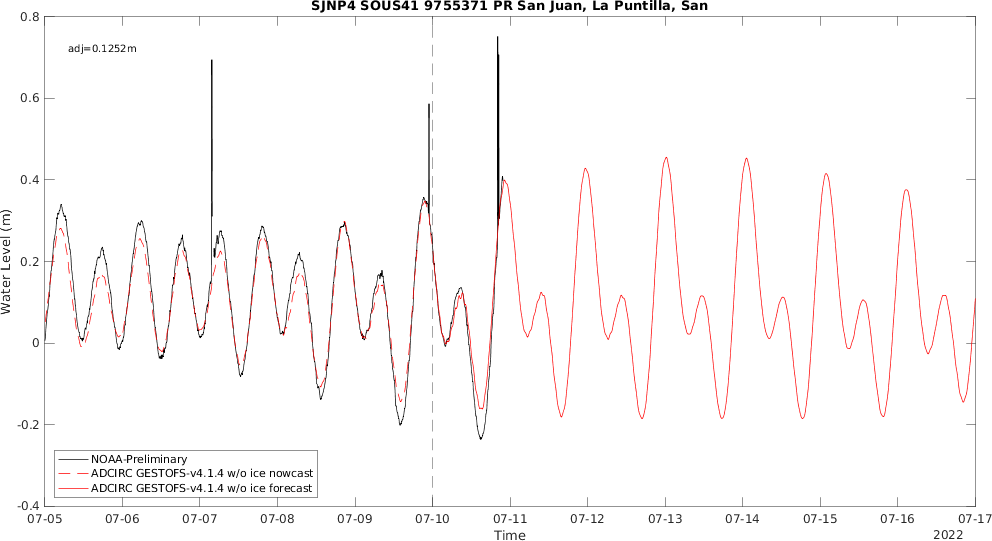 SJNP4 SOUS41 9755371 PR San Juan, La Puntilla, San
adj=0.1252m
0.8
0.6
0.4
0.2
0
-0.2
-0.4
Water Level (m)
NOAA-Preliminary
ADCIRC GESTOFS-v4.1.4 w/o ice nowcast
ADCIRC GESTOFS-v4.1.4 w/o ice forecast
07-05 07-06 07-07 07-08 07-09 07-10 07-11 07-12 07-13 07-14 07-15 07-16 07-17
Time
2022